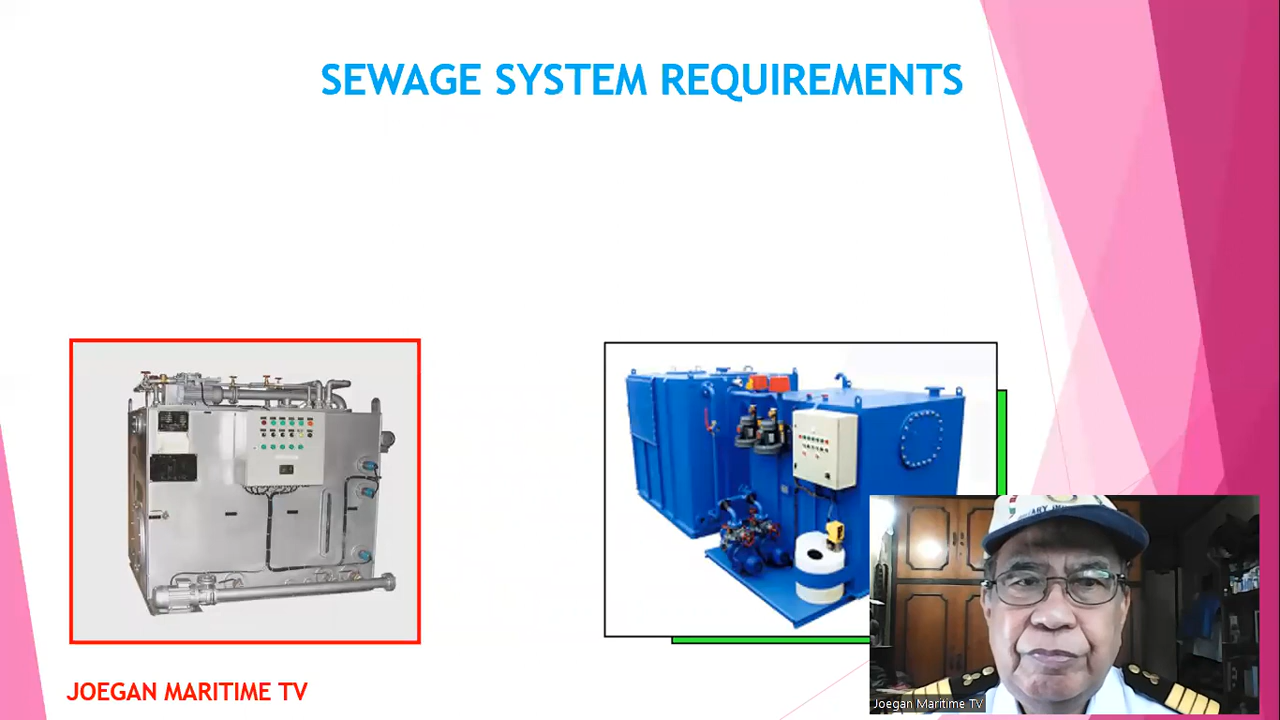 SEWAGE SYSTEM REQUIREMENTS
JOEGAN MARITIME TV
Joegan Maritime TV